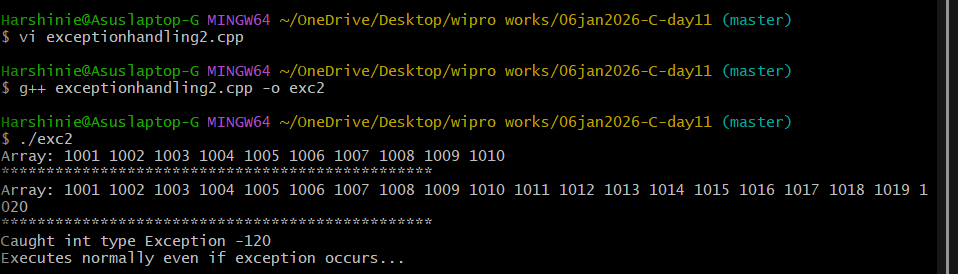 Harshinie@Asuslaptop-G MINGW64 ~/OneDrive/Desktop/wipro works/06jan2026-C-day11 (master)
$ vi exceptionhandling2.cpp
Harshinie@Asuslaptop-G MINGW64 ~/OneDrive/Desktop/wipro works/06jan2026-C-day11 (master)
$ g++ exceptionhandling2.cpp -o exc2
Harshinie@Asuslaptop-G MINGW64 ~/OneDrive/Desktop/wipro works/06jan2026-C-day11 (master)
$ ./exc2
Array: 1001 1002 1003 1004 1005 1006 1007 1008 1009 1010
************************************************
Array: 1001 1002 1003 1004 1005 1006 1007 1008 1009 1010 1011 1012 1013 1014 1015 1016 1017 1018 1019 1
020
************************************************
Caught int type Exception -120
Executes normally even if exception occurs...